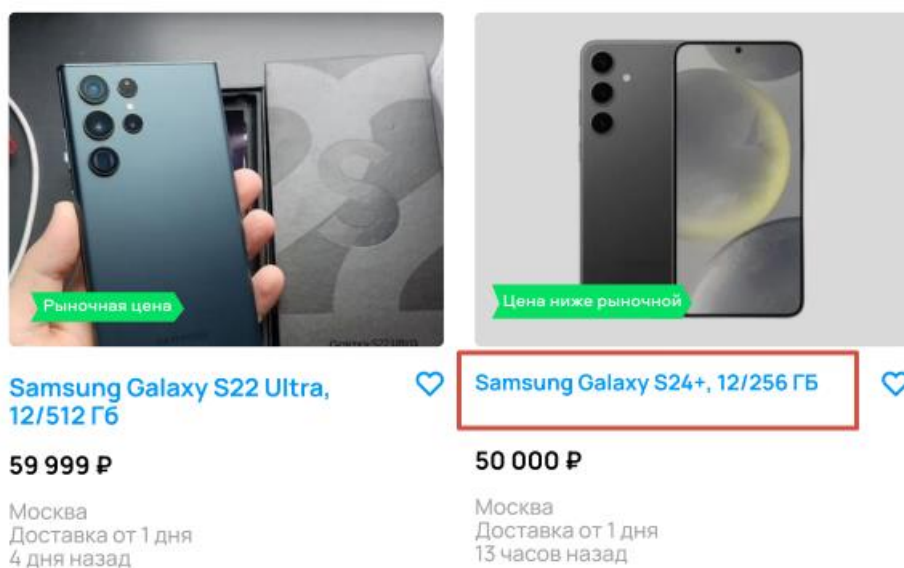 Рыночная цена
Samsung Galaxy S22 Ultra,
12/512 Гб
59 999 ₽
Москва
Доставка от 1 дня
4 дня назад
Цена ниже рыночной
Samsung Galaxy S24+, 12/256 ГБ
50 000 ₽
Москва
Доставка от 1 дня
13 часов назад